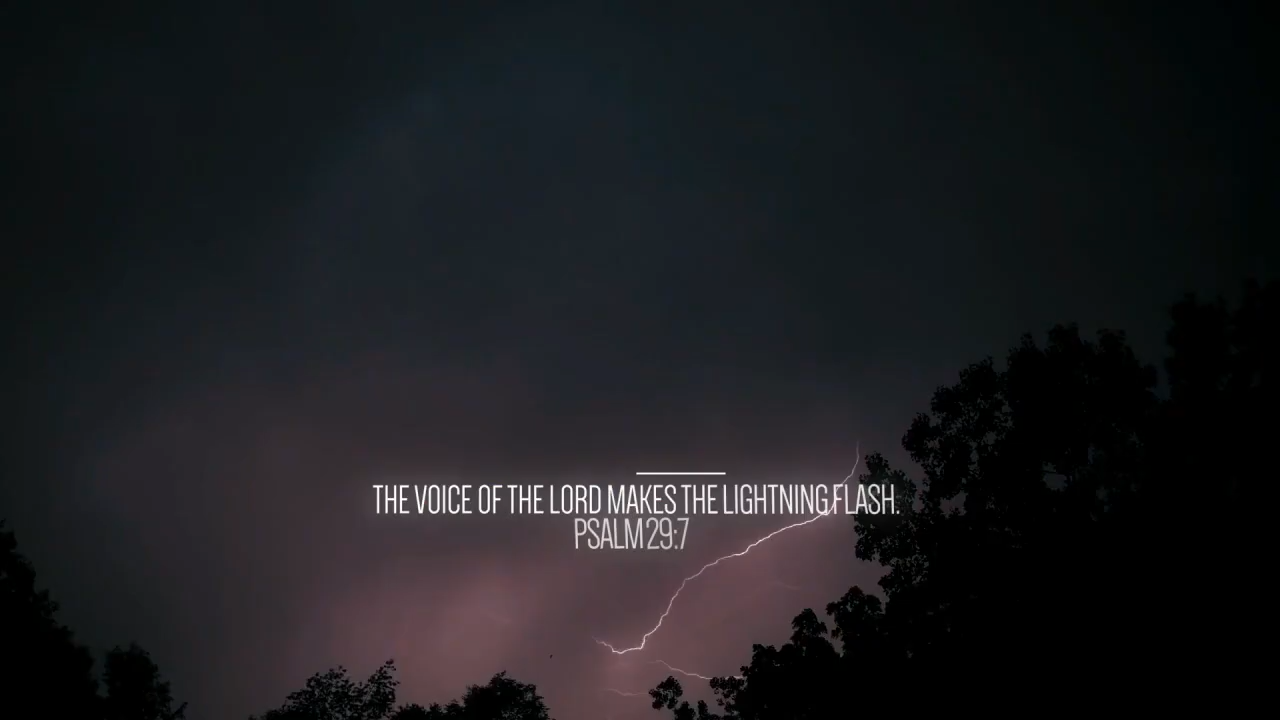 THE VOICE OF THE LORD MAKES THE LIGHTNING FLASH.
PSALM 29:7